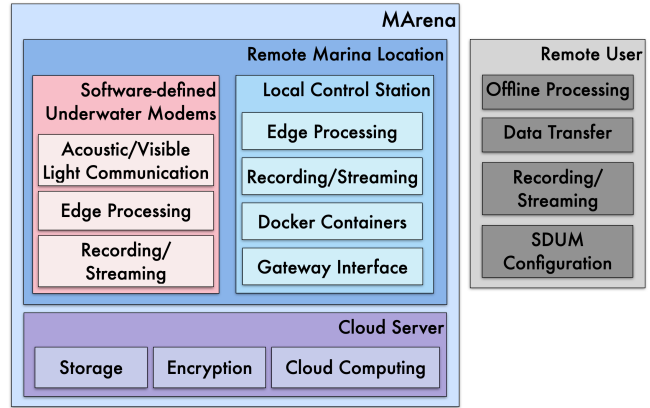 MArena
Remote Marina Location
Software-defined
Underwater Modems
Acoustic/Visible
Light Communication
Edge Processing
Recording/
Streaming
Local Control Station
Edge Processing
Recording/Streaming
Docker Containers
Gateway Interface
Cloud Server
Storage
Encryption
Cloud Computing
Remote User
Offline Processing
Data Transfer
Recording/
Streaming
SDUM
Configuration